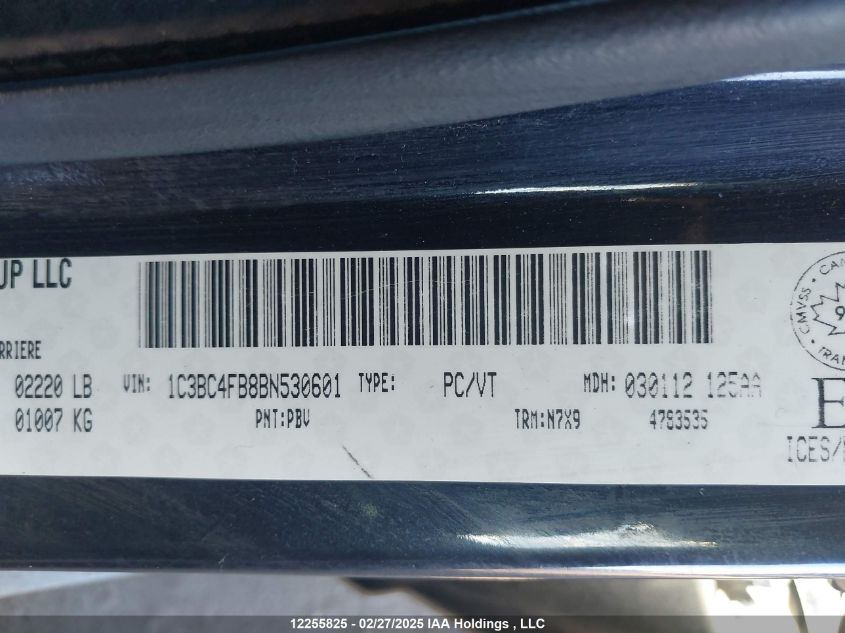 UP LLC
RRIERE
02220 LB VIN: 1C3BC4FB8BN530601 TYPE: PC/VT MDH: 030112 125AA
01007 KG PNT:PBV TRM:N7X9 4783535
CMVSS
ICES/
12255825 - 02/27/2025 IAA Holdings , LLC